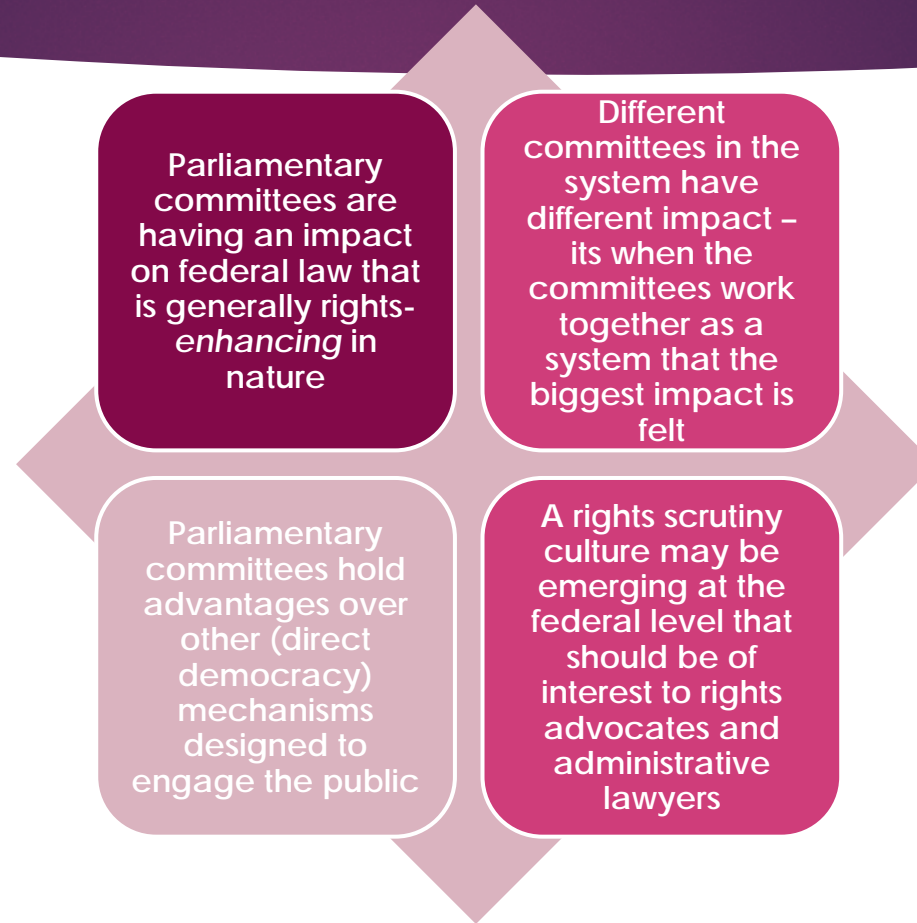 Parliamentary
committees are
having an impact
on federal law that
is generally rights-
enhancing in
nature
Different
committees in the
system have
different impact –
its when the
committees work
together as a
system that the
biggest impact is
felt
Parliamentary
committees hold
advantages over
other (direct
democracy)
mechanisms
designed to
engage the public
A rights scrutiny
culture may be
emerging at the
federal level that
should be of
interest to rights
advocates and
administrative
lawyers